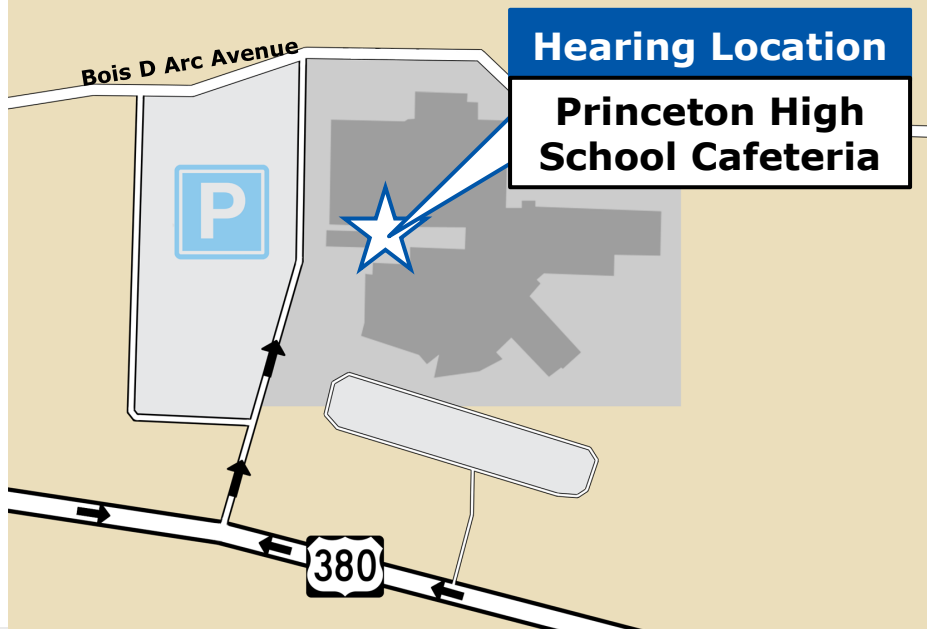 Hearing Location
Princeton High
School Cafeteria
Bois D Arc Avenue
P
380